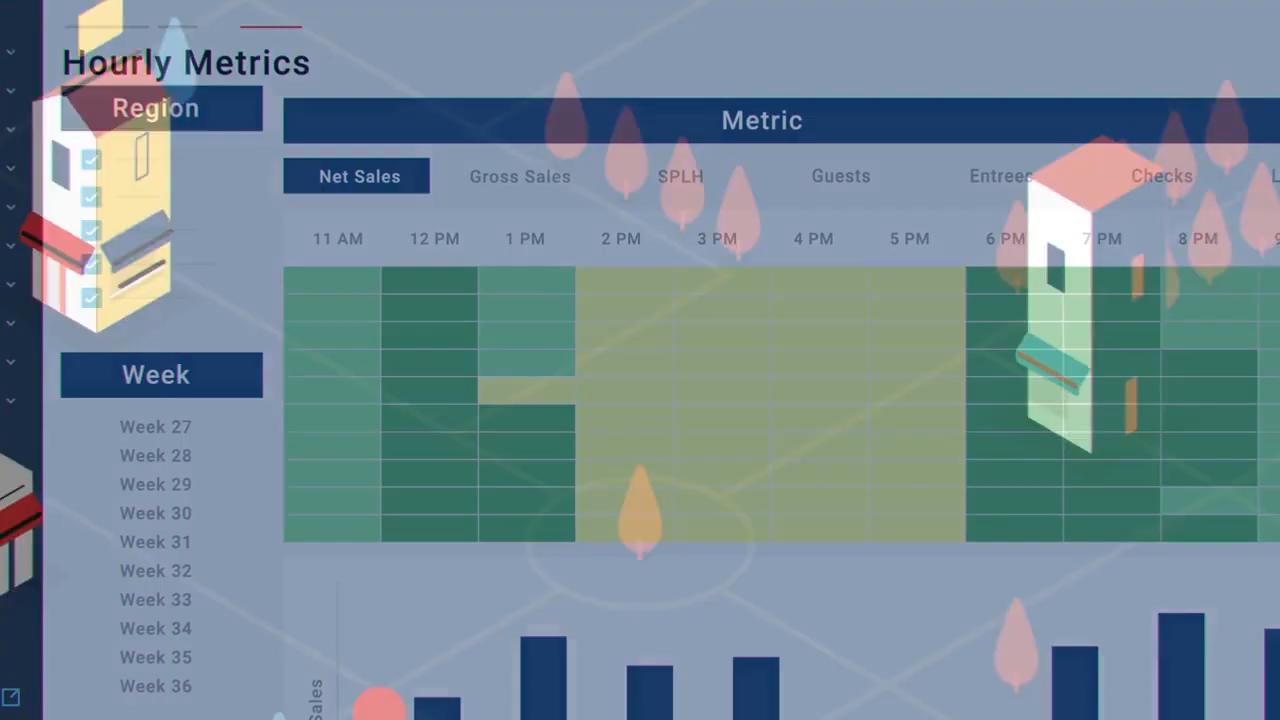 Hourly Metrics
Region
Metric
Net Sales Gross Sales SPLH Guests Entrees Checks
11 AM 12 PM 1 PM 2 PM 3 PM 4 PM 5 PM 6 PM 7 PM 8 PM
Week
Week 27
Week 28
Week 29
Week 30
Week 31
Week 32
Week 33
Week 34
Week 35
Week 36
Sales